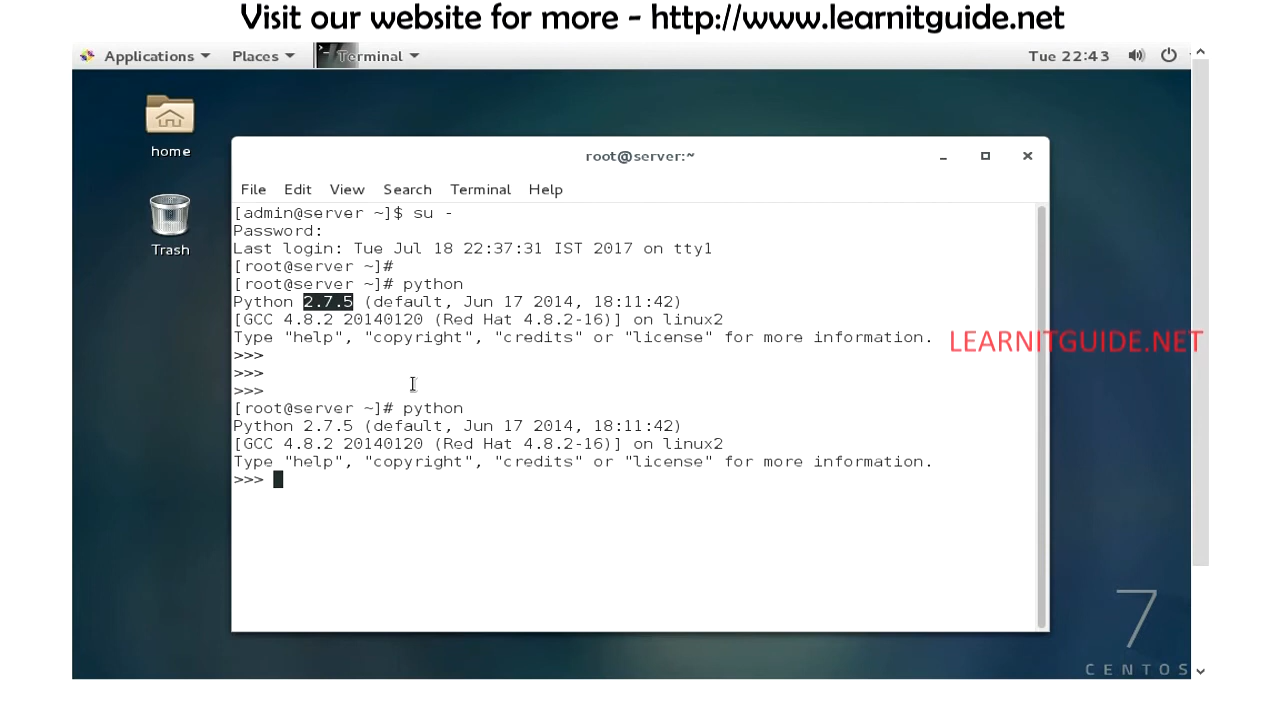 Visit our website for more - http://www.learnitguide.net
Applications Places Terminal Tue 22:43
home
Trash
root@server:~
File Edit View Search Terminal Help
[admin@server ~]$ su -
Password:
Last login: Tue Jul 18 22:37:31 IST 2017 on tty1
[root@server ~]#
[root@server ~]# python
Python 2.7.5 (default, Jun 17 2014, 18:11:42)
[GCC 4.8.2 20140120 (Red Hat 4.8.2-16)] on linux2
Type "help", "copyright", "credits" or "license" for more information.
LEARNITGUIDE.NET
>>>
>>>
>>>
[root@server ~]# python
Python 2.7.5 (default, Jun 17 2014, 18:11:42)
[GCC 4.8.2 20140120 (Red Hat 4.8.2-16)] on linux2
Type "help", "copyright", "credits" or "license" for more information.
>>>
7
CENTOS